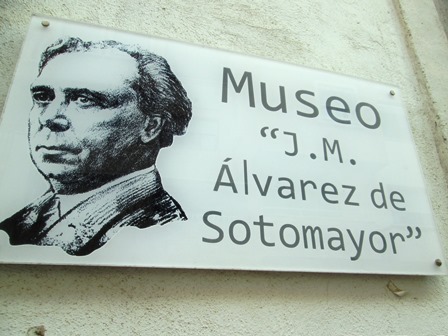 Museo
“J.M.
Álvarez de
Sotomayor”